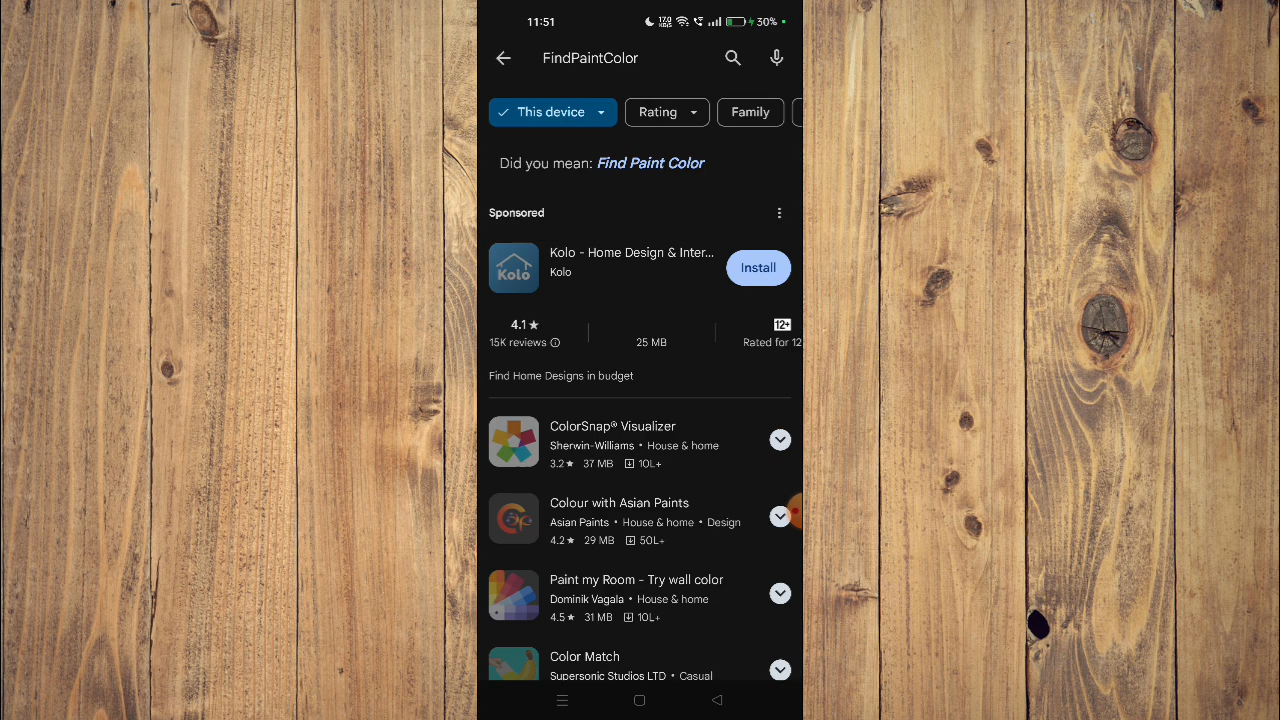 11:51
17.0 KB/S
30%
FindPaintColor
This device
Rating
Family
Did you mean: Find Paint Color
Sponsored
Kolo
Kolo - Home Design & Inter...
Kolo
Install
4.1★
15K reviews
25 MB
12+
Rated for 12
Find Home Designs in budget
ColorSnap® Visualizer
Sherwin-Williams • House & home
3.2★ 37 MB 10L+
ap
Colour with Asian Paints
Asian Paints • House & home • Design
4.2★ 29 MB 50L+
Paint my Room - Try wall color
Dominik Vagala • House & home
4.5★ 31 MB 10L+
Color Match
Supersonic Studios LTD • Casual